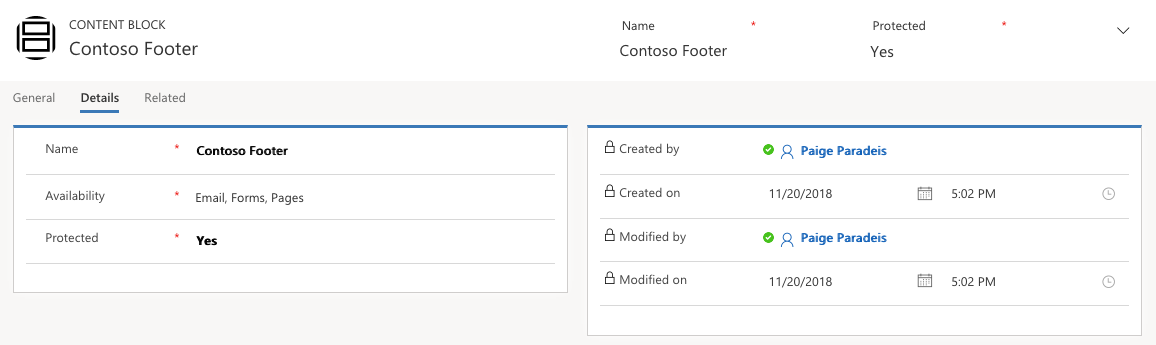 CONTENT BLOCK
Contoso Footer
Name *
Contoso Footer
Protected *
Yes
General Details Related
Name * Contoso Footer
Availability * Email, Forms, Pages
Protected * Yes
Created by Paige Paradeis
Created on 11/20/2018 5:02 PM
Modified by Paige Paradeis
Modified on 11/20/2018 5:02 PM